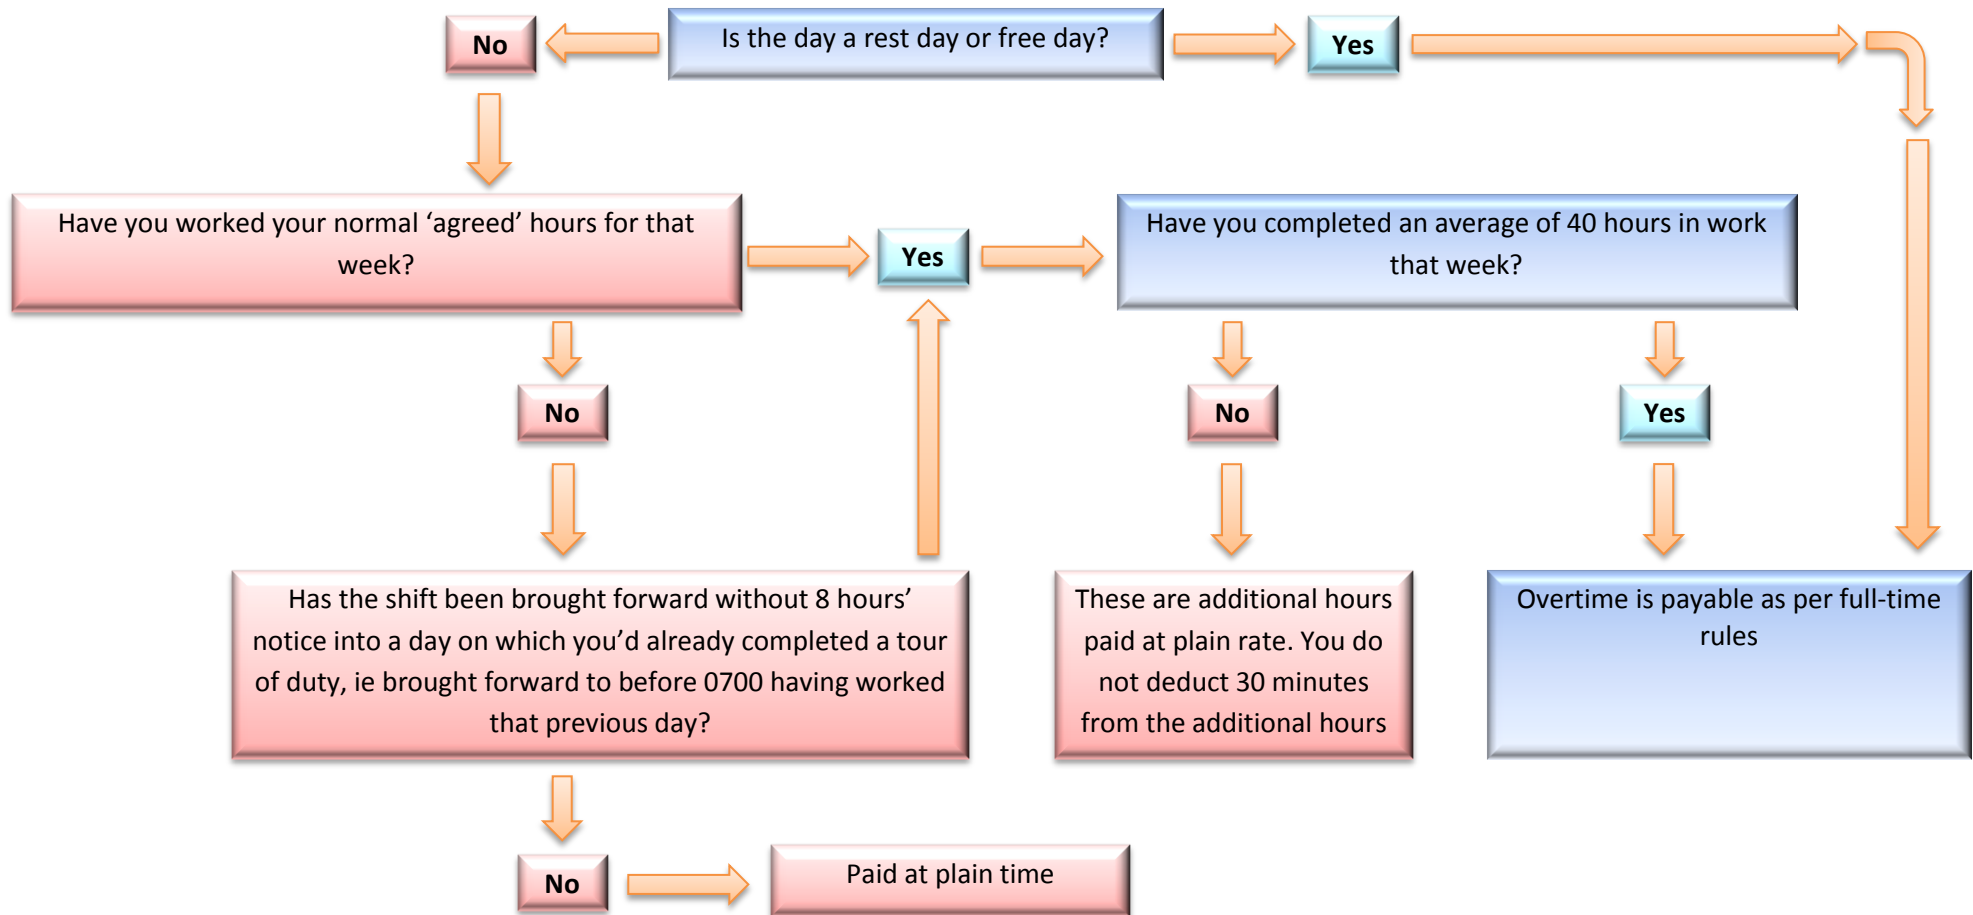 No
Is the day a rest day or free day?
Yes
Have you worked your normal ‘agreed’ hours for that
week?
Yes
Have you completed an average of 40 hours in work
that week?
No
No
Yes
Has the shift been brought forward without 8 hours’
notice into a day on which you’d already completed a tour
of duty, ie brought forward to before 0700 having worked
that previous day?
These are additional hours
paid at plain rate. You do
not deduct 30 minutes
from the additional hours
Overtime is payable as per full-time
rules
No
Paid at plain time